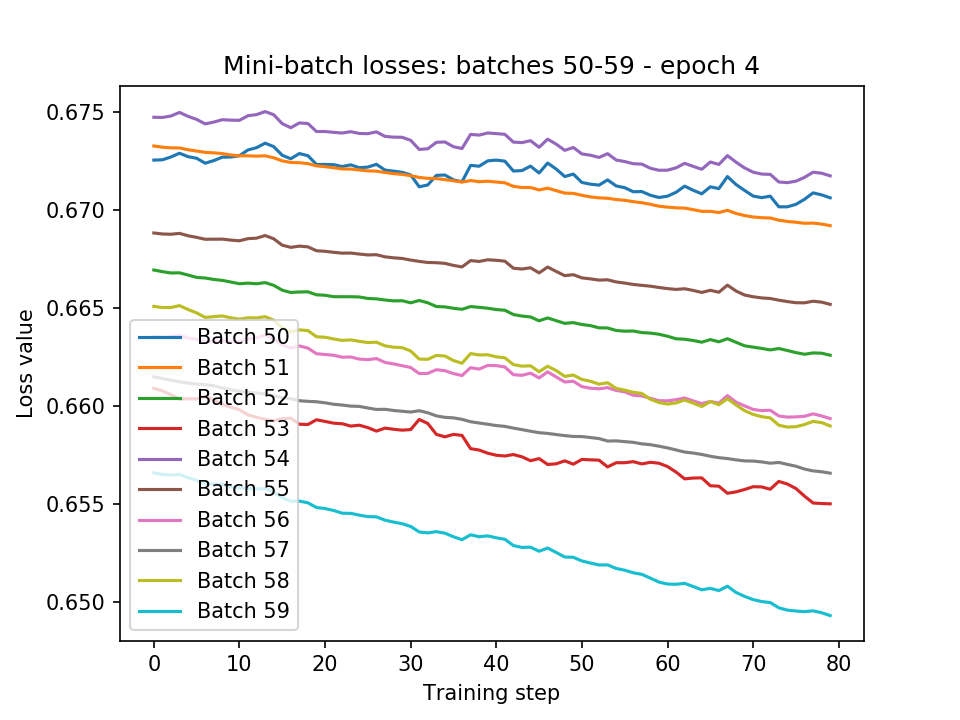 Mini-batch losses: batches 50-59 - epoch 4
0.675
0.670
0.665
0.660
0.655
0.650
Loss value
Batch 50
Batch 51
Batch 52
Batch 53
Batch 54
Batch 55
Batch 56
Batch 57
Batch 58
Batch 59
0 10 20 30 40 50 60 70 80
Training step